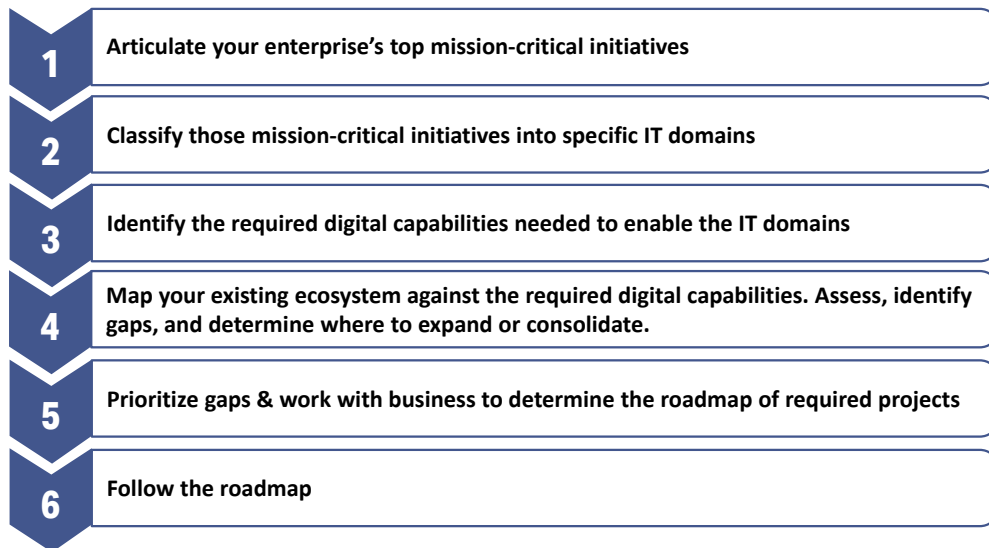 1
Articulate your enterprise’s top mission-critical initiatives
2
Classify those mission-critical initiatives into specific IT domains
3
Identify the required digital capabilities needed to enable the IT domains
4
Map your existing ecosystem against the required digital capabilities. Assess, identify
gaps, and determine where to expand or consolidate.
5
Prioritize gaps & work with business to determine the roadmap of required projects
6
Follow the roadmap